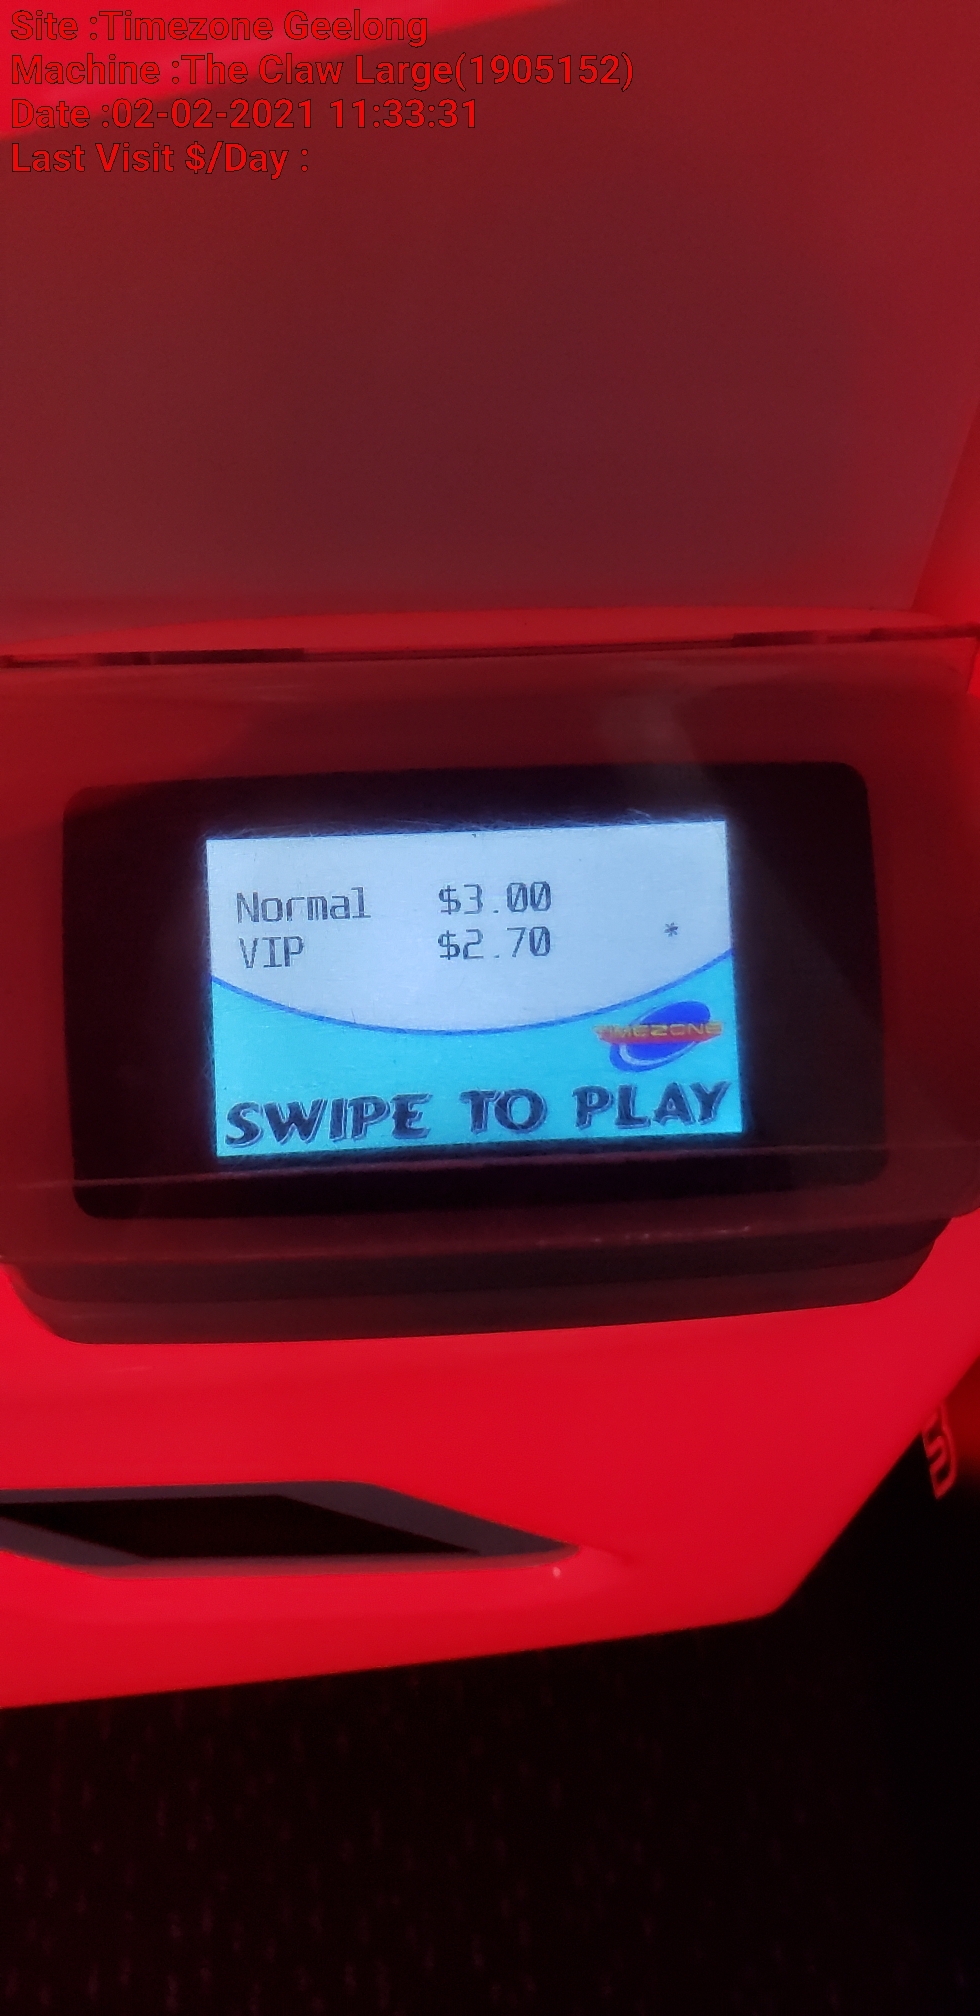 Site :Timezone Geelong
Machine :The Claw Large(1905152)
Date :02-02-2021 11:33:31
Last Visit $/Day :
Normal $3.00
VIP $2.70 *
TIMEZONE
SWIPE TO PLAY